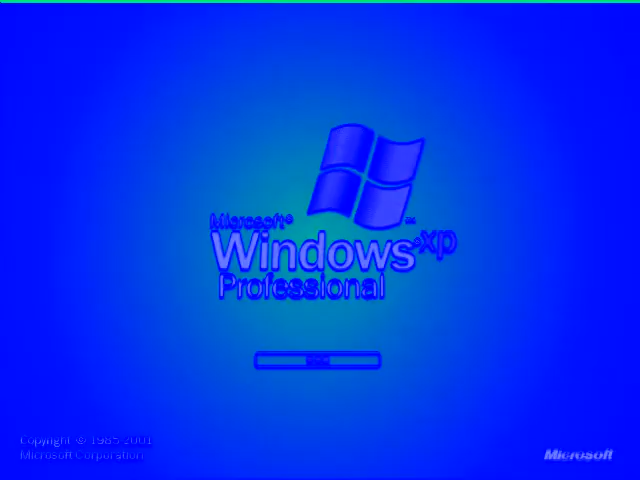 Microsoft®
Windows xp
Professional
Copyright © 1985-2001
Microsoft Corporation
Microsoft